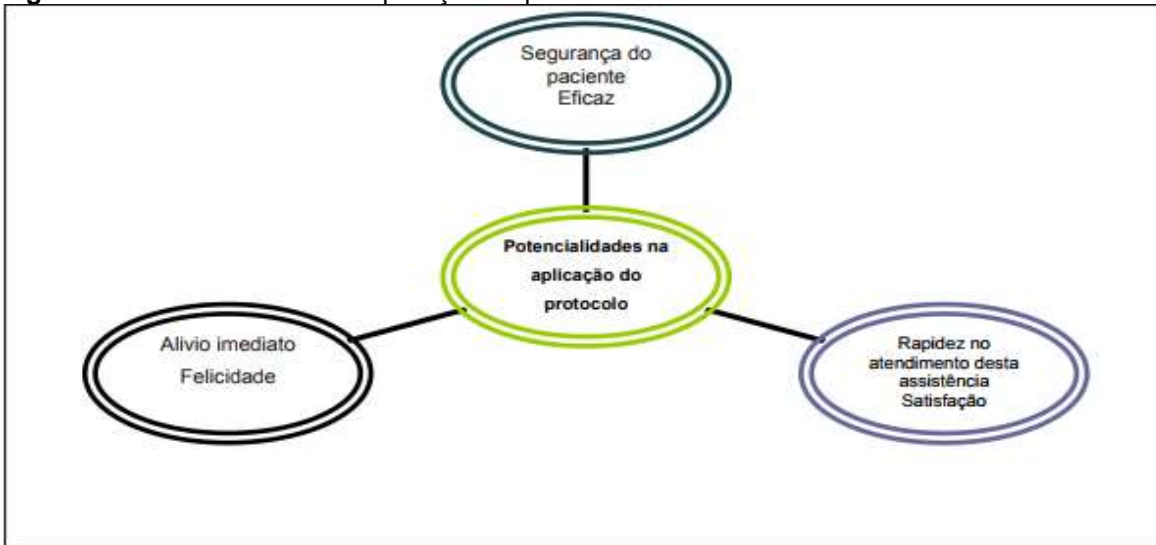 Segurança do
paciente
Eficaz
Potencialidades na
aplicação do
protocolo
Alivio imediato
Felicidade
Rapidez no
atendimento desta
assistência
Satisfação